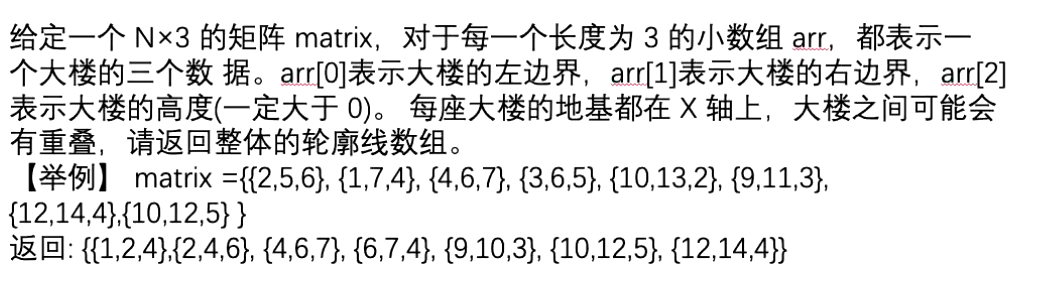 给定一个 N×3 的矩阵 matrix，对于每一个长度为 3 的小数组 arr，都表示一
个大楼的三个数 据。arr[0]表示大楼的左边界，arr[1]表示大楼的右边界，arr[2]
表示大楼的高度(一定大于 0)。 每座大楼的地基都在 X 轴上，大楼之间可能会
有重叠，请返回整体的轮廓线数组。
【举例】 matrix ={{2,5,6}, {1,7,4}, {4,6,7}, {3,6,5}, {10,13,2}, {9,11,3},
{12,14,4},{10,12,5} }
返回: {{1,2,4},{2,4,6}, {4,6,7}, {6,7,4}, {9,10,3}, {10,12,5}, {12,14,4}}